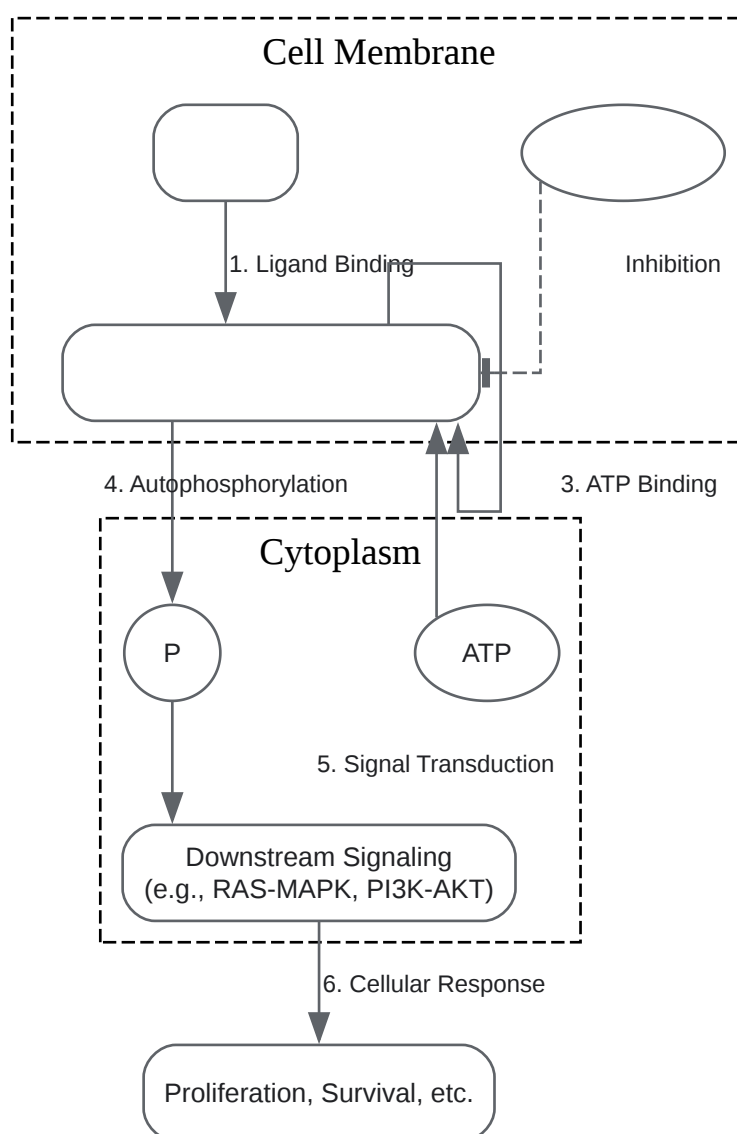 Cell Membrane
1. Ligand Binding
Inhibition
4. Autophosphorylation
3. ATP Binding
Cytoplasm
P
ATP
5. Signal Transduction
Downstream Signaling
(e.g., RAS-MAPK, PI3K-AKT)
6. Cellular Response
Proliferation, Survival, etc.